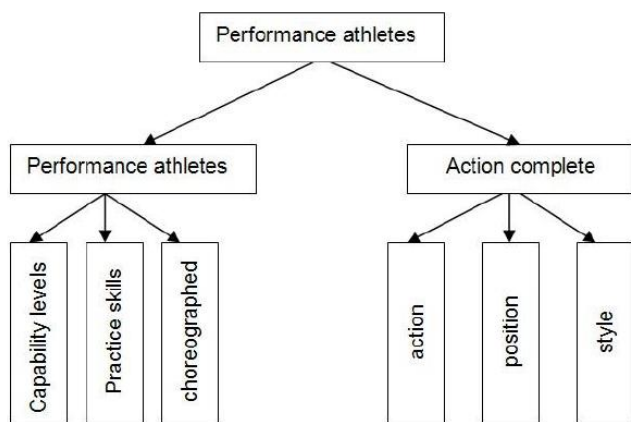 Performance athletes
Performance athletes
Action complete
Capability levels
Practice skills
choreographed
action
position
style